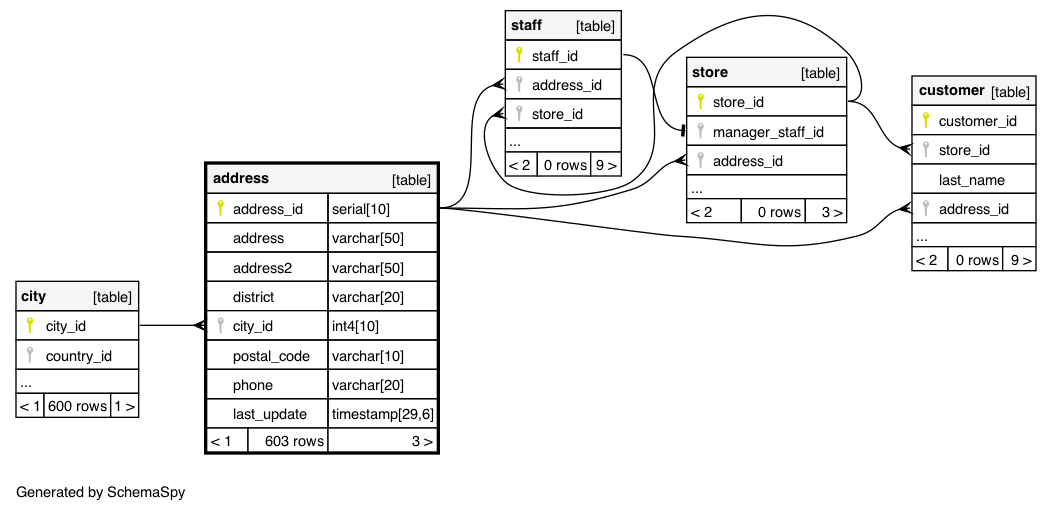 staff [table]
staff_id
address_id
store_id
...
< 2 0 rows 9 >
store [table]
store_id
manager_staff_id
address_id
...
< 2 0 rows 3 >
customer [table]
customer_id
store_id
last_name
address_id
...
< 2 0 rows 9 >
address [table]
address_id serial[10]
address varchar[50]
address2 varchar[50]
district varchar[20]
city_id int4[10]
postal_code varchar[10]
phone varchar[20]
last_update timestamp[29,6]
< 1 603 rows 3 >
city [table]
city_id
country_id
...
< 1 600 rows 1 >
Generated by SchemaSpy